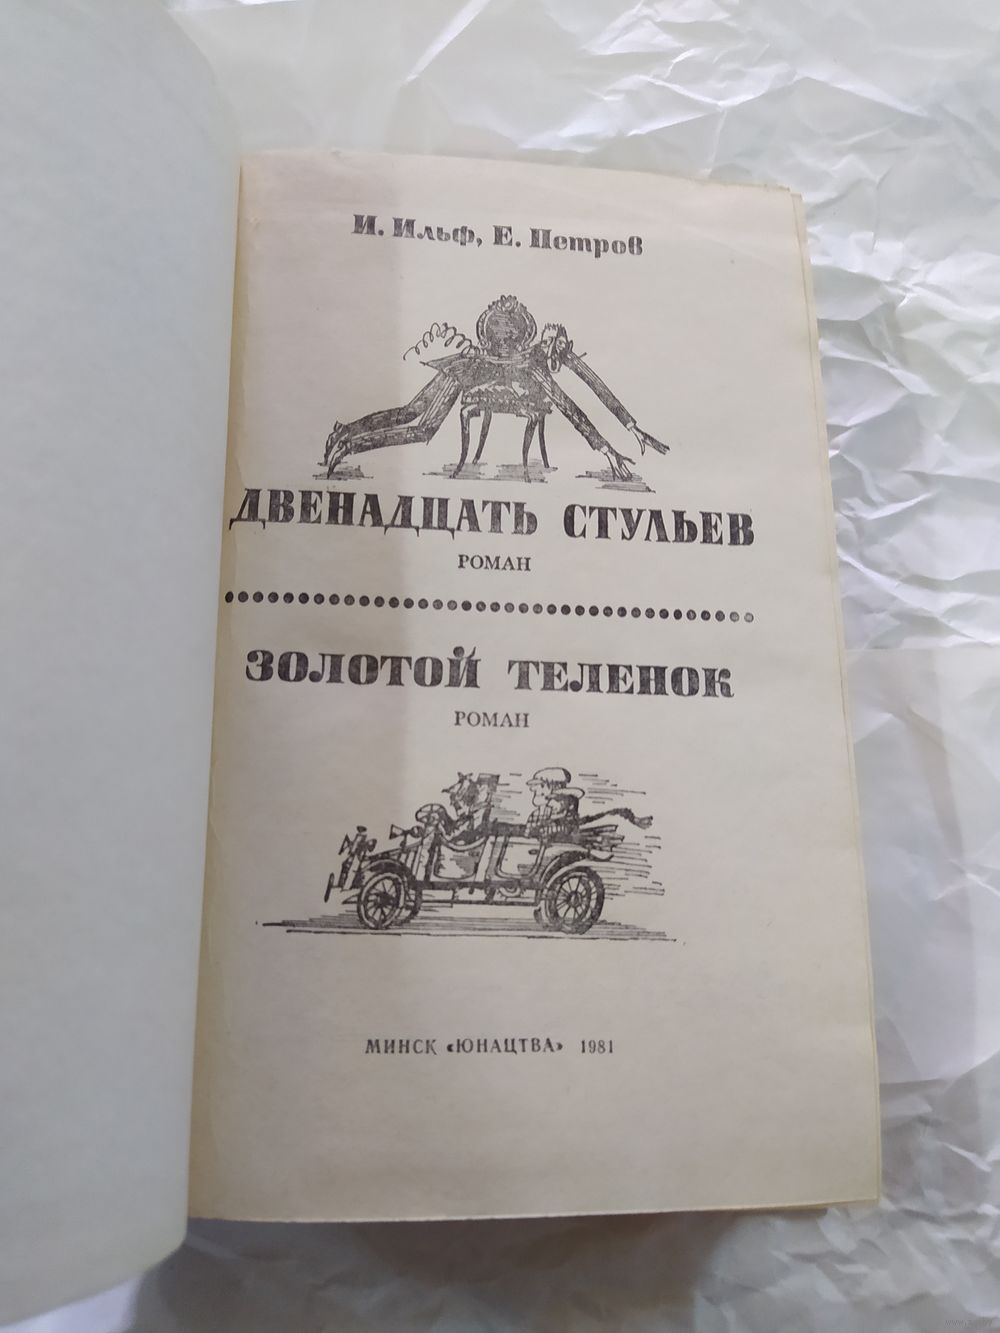 И. Ильф, Е. Петров
ДВЕНАДЦАТЬ СТУЛЬЕВ
РОМАН
ЗОЛОТОЙ ТЕЛЕНОК
РОМАН
МИНСК «ЮНАЦТВА» 1981